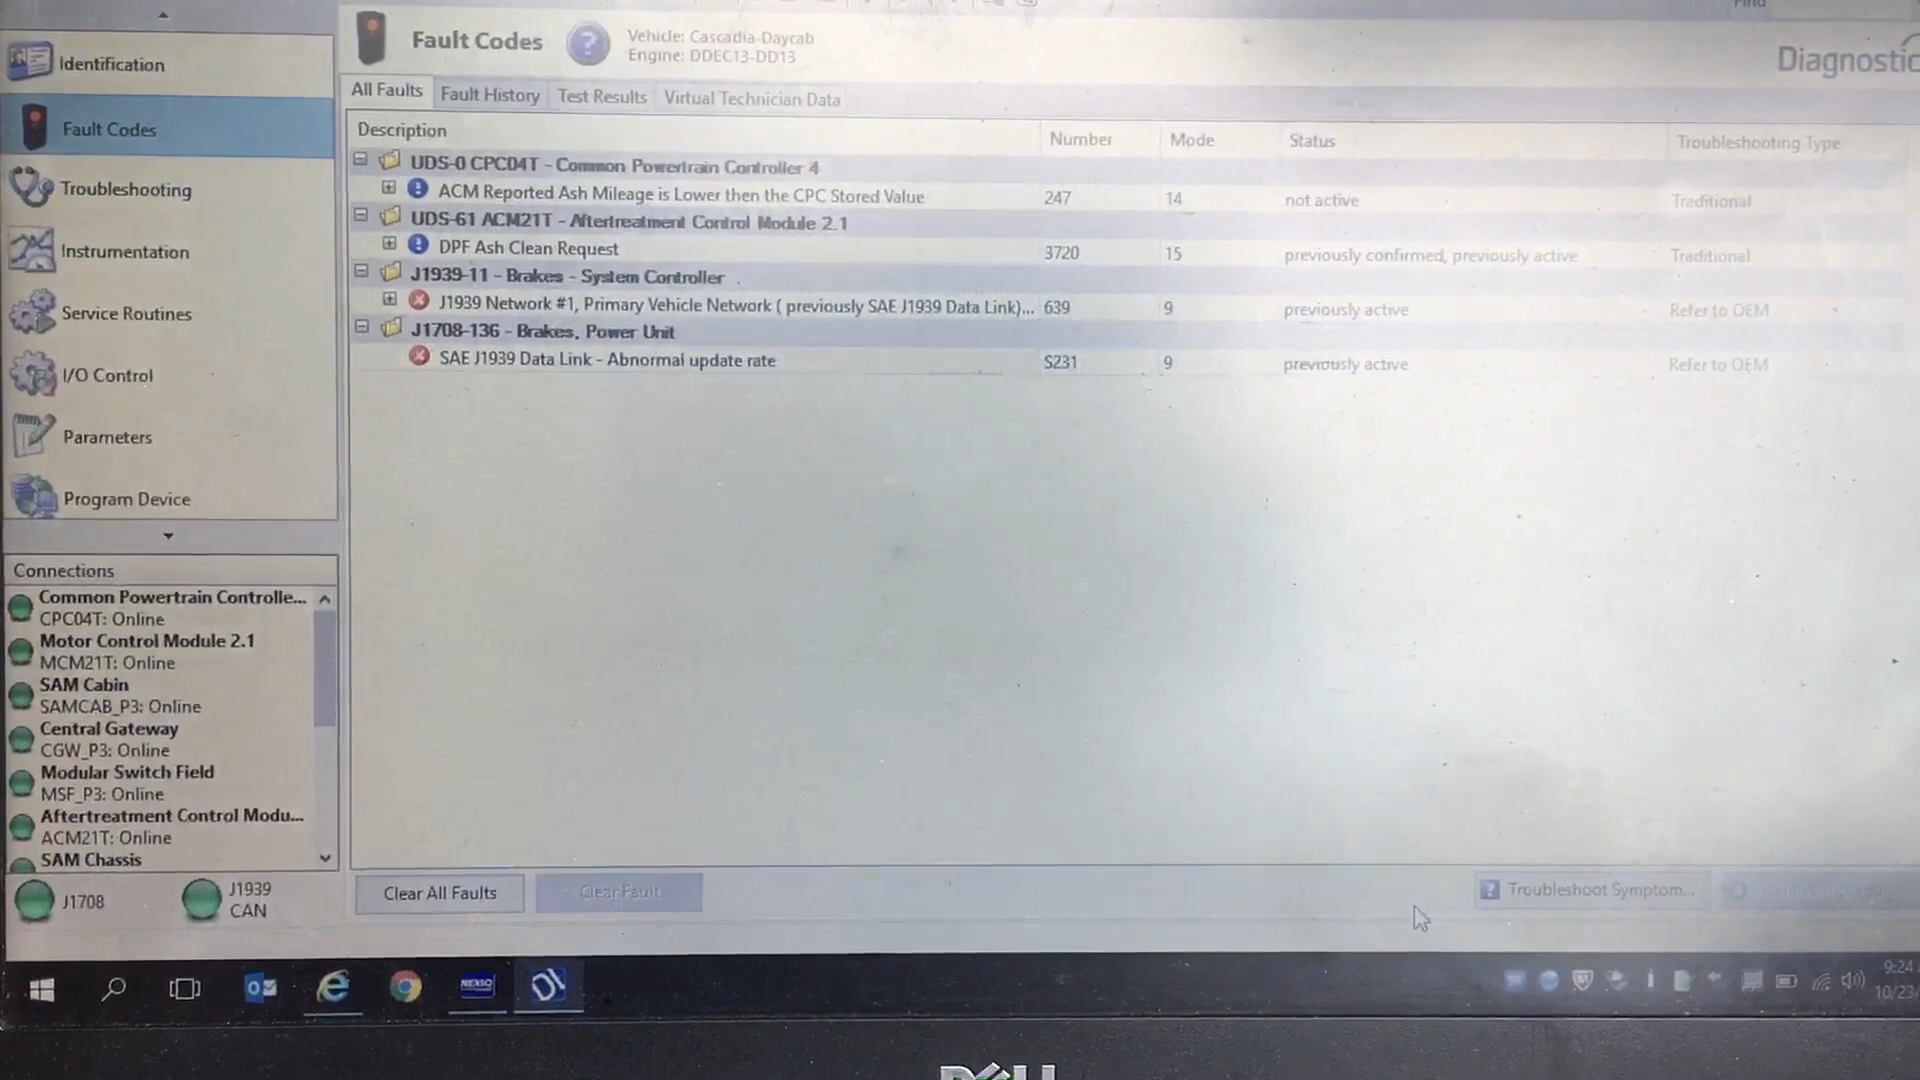 Find
Identification
Fault Codes
Troubleshooting
Instrumentation
Service Routines
I/O Control
Parameters
Program Device
Fault Codes
?
Vehicle: Cascadia-Daycab
Engine: DDEC13-DD13
Diagnostic
All Faults Fault History Test Results Virtual Technician Data
Description Number Mode Status Troubleshooting Type
UDS-0 CPC04T - Common Powertrain Controller 4
ACM Reported Ash Mileage is Lower then the CPC Stored Value 247 14 not active Traditional
UDS-61 ACM21T - Aftertreatment Control Module 2.1
DPF Ash Clean Request 3720 15 previously confirmed, previously active Traditional
J1939-11 - Brakes - System Controller
J1939 Network #1, Primary Vehicle Network ( previously SAE J1939 Data Link)... 639 9 previously active Refer to OEM
J1708-136 - Brakes, Power Unit
SAE J1939 Data Link - Abnormal update rate S231 9 previously active Refer to OEM
Connections
Common Powertrain Controlle...
CPC04T: Online
Motor Control Module 2.1
MCM21T: Online
SAM Cabin
SAMCAB_P3: Online
Central Gateway
CGW_P3: Online
Modular Switch Field
MSF_P3: Online
Aftertreatment Control Modu...
ACM21T: Online
SAM Chassis
J1708
J1939
CAN
Clear All Faults Clear Fault
? Troubleshoot Symptom...
NEXIQ
9:24
10/23/
DELL